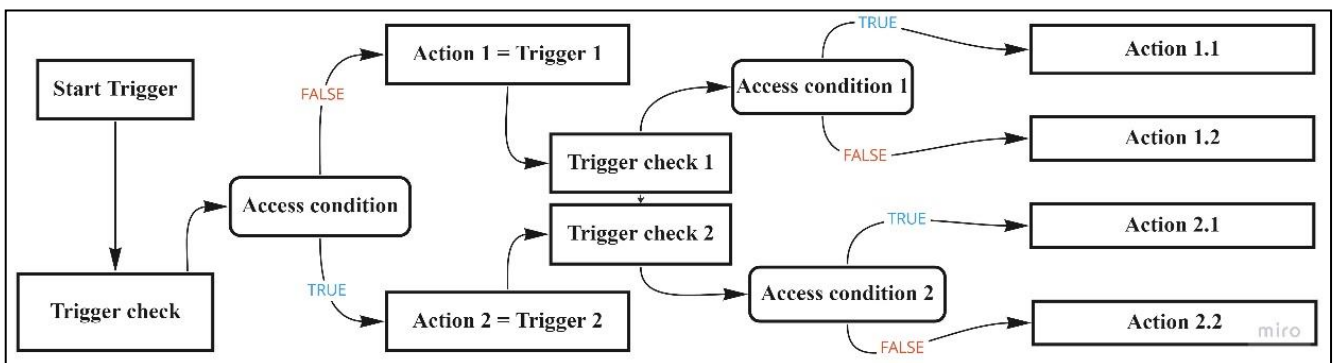 Start Trigger
Trigger check
Access condition
FALSE
TRUE
Action 1 = Trigger 1
Action 2 = Trigger 2
Trigger check 1
Trigger check 2
Access condition 1
TRUE
FALSE
Access condition 2
TRUE
FALSE
Action 1.1
Action 1.2
Action 2.1
Action 2.2
miro